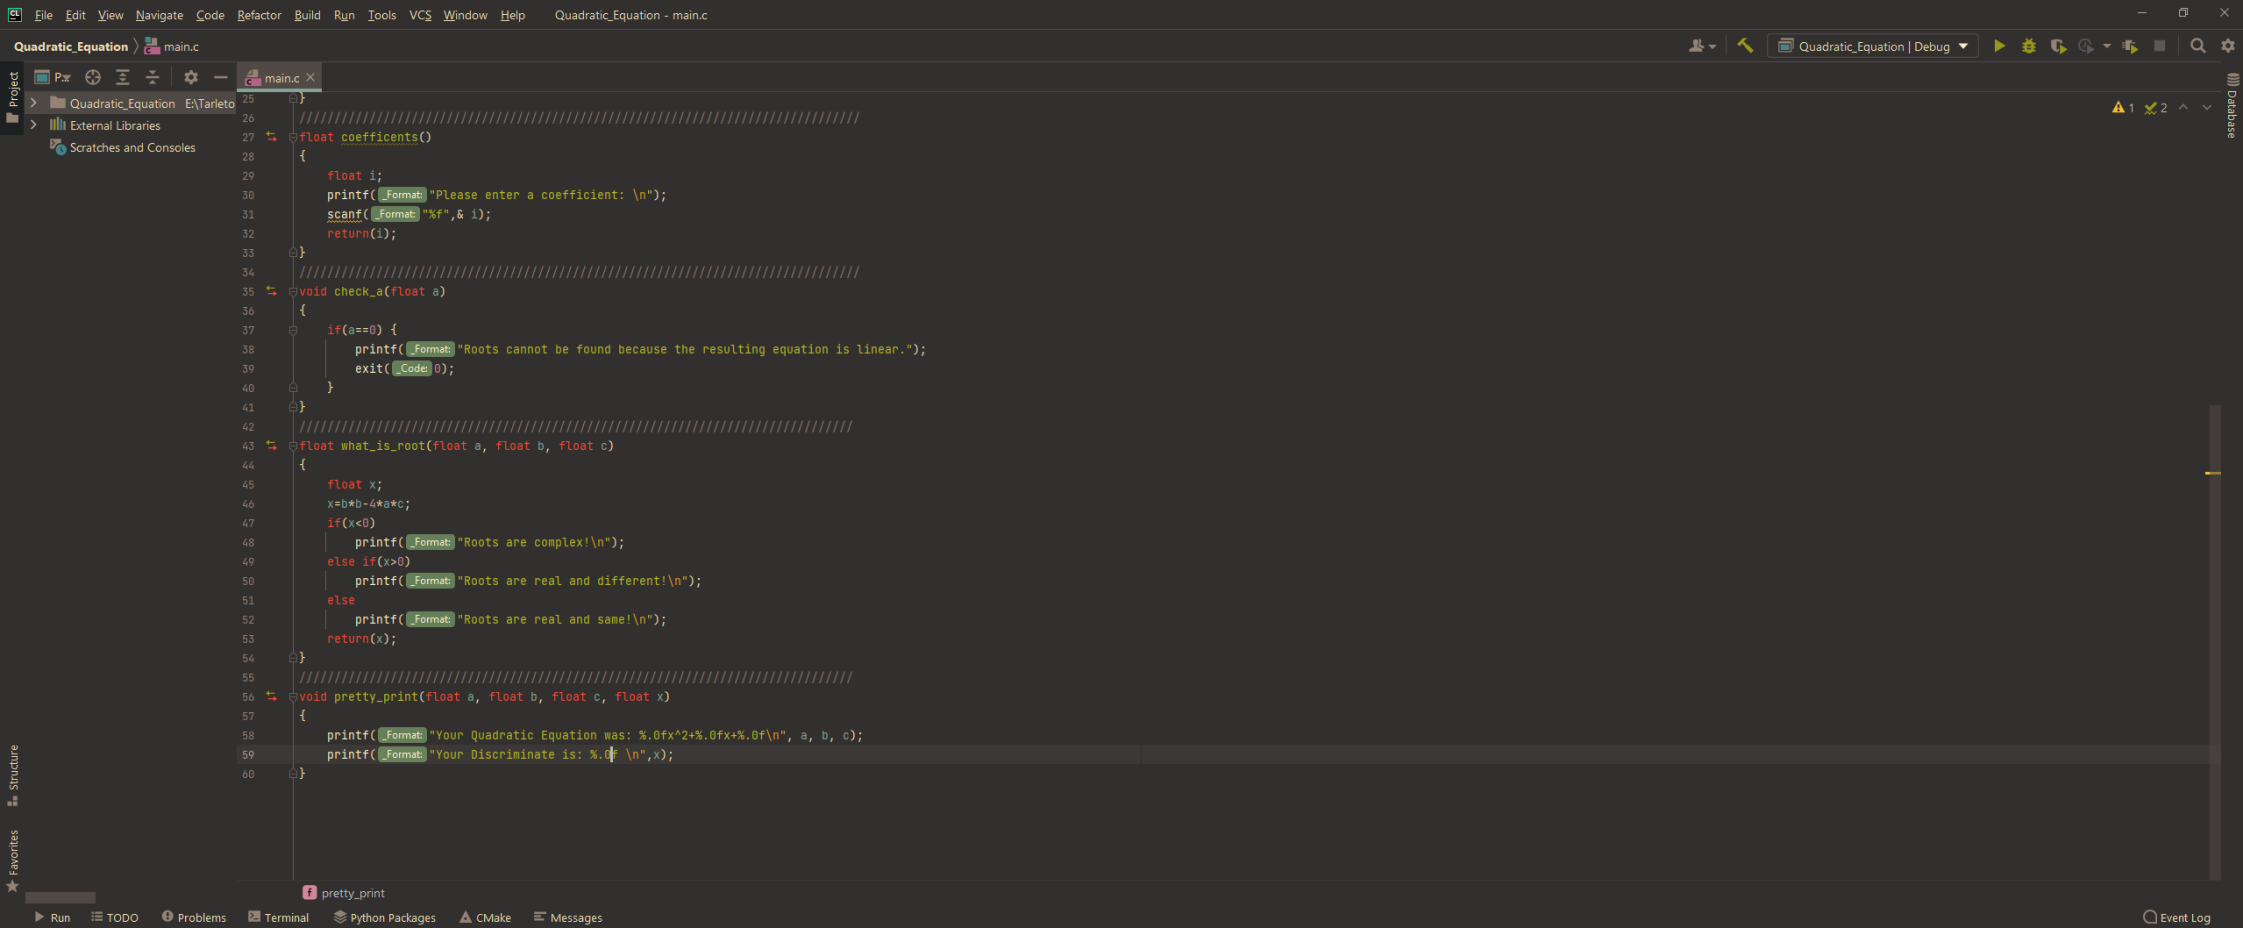 CL File Edit View Navigate Code Refactor Build Run Tools VCS Window Help Quadratic_Equation - main.c
Quadratic_Equation main.c Quadratic_Equation | Debug
Project P.. main.c
Quadratic_Equation E:\Tarleto
External Libraries
Scratches and Consoles
1 2
Database
25 }
26 ////////////////////////////////////////////////////////////////////////////////
27 float coefficents()
28 {
29 float i;
30 printf( _Format: "Please enter a coefficient: \n");
31 scanf( _Format: "%f",& i);
32 return(i);
33 }
34 ////////////////////////////////////////////////////////////////////////////////
35 void check_a(float a)
36 {
37 if(a==0) {
38 printf( _Format: "Roots cannot be found because the resulting equation is linear.");
39 exit( _Code: 0);
40 }
41 }
42 ///////////////////////////////////////////////////////////////////////////////
43 float what_is_root(float a, float b, float c)
44 {
45 float x;
46 x=b*b-4*a*c;
47 if(x<0)
48 printf( _Format: "Roots are complex!\n");
49 else if(x>0)
50 printf( _Format: "Roots are real and different!\n");
51 else
52 printf( _Format: "Roots are real and same!\n");
53 return(x);
54 }
55 ///////////////////////////////////////////////////////////////////////////////
56 void pretty_print(float a, float b, float c, float x)
57 {
58 printf( _Format: "Your Quadratic Equation was: %.0fx^2+%.0fx+%.0f\n", a, b, c);
59 printf( _Format: "Your Discriminate is: %.0f \n",x);
60 }
Structure
Favorites
f pretty_print
Run TODO Problems Terminal Python Packages CMake Messages Event Log